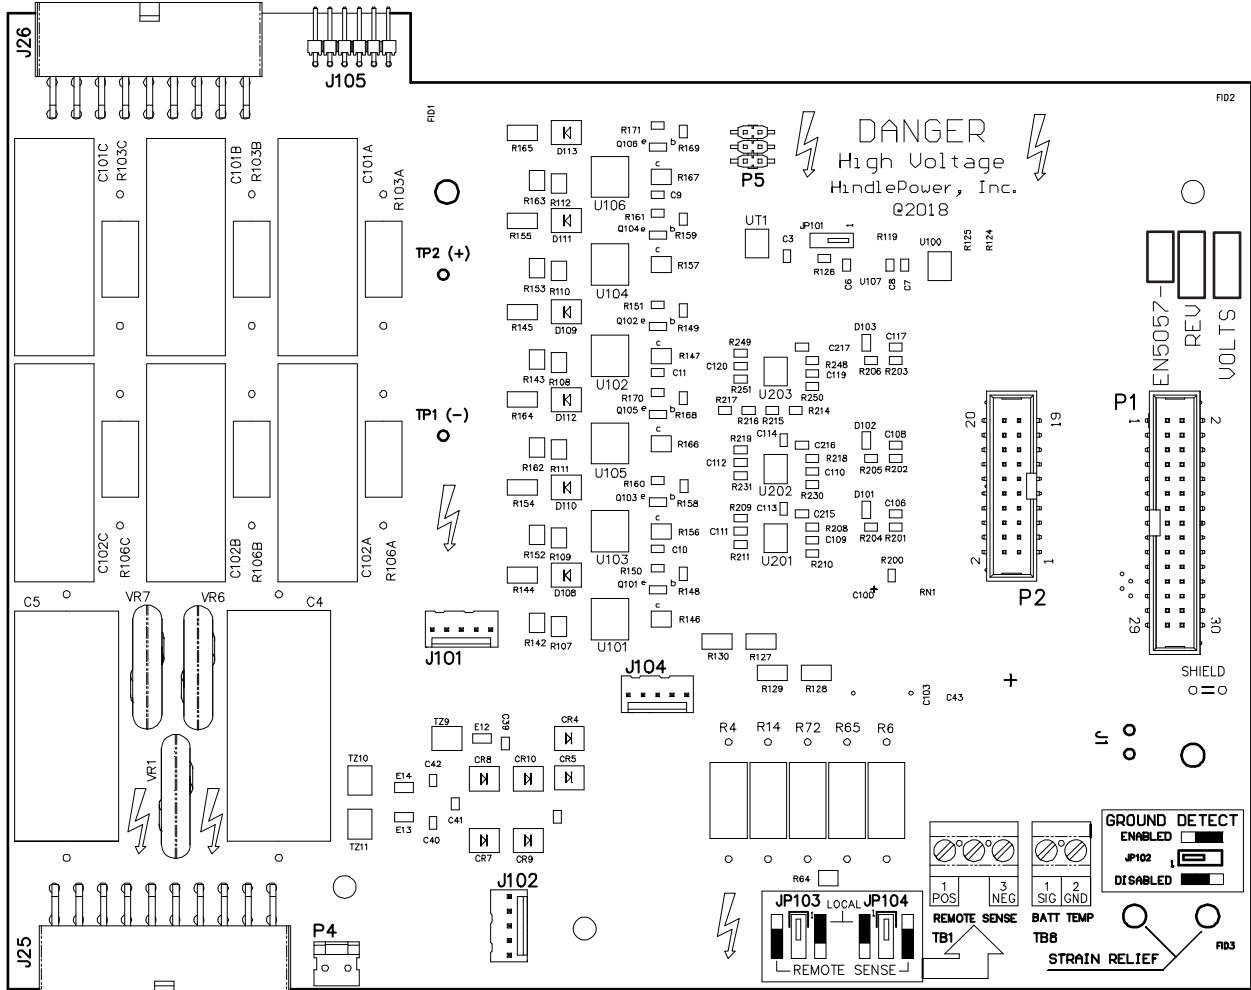 J26
J105
FID1
FID2
DANGER
High Voltage
HindlePower, Inc.
©2018
P5
C101C
R103C
C101B
R103B
C101A
R103A
R165
D113
R171
Q106 e b
R169
R163
R112
U106
c
R167
C9
R155
D111
R161
Q104 e b
R159
TP2 (+)
UT1
C3
JP101
1
R126
C6
R119
U107
C8
C7
U100
R125
R124
R153
R110
U104
c
R157
R145
D109
R151
Q102 e b
R149
EN5057-
REV
VOLTS
R143
R108
U102
c
R147
C11
R249
C120
R251
C217
R248
C119
R250
U203
D103
C117
R206
R203
R164
D112
R170
Q105 e b
R168
R217
R216
R215
R214
TP1 (-)
R162
R111
U105
c
R166
C114
R219
C112
R231
C216
R218
C110
R230
U202
D102
C108
R205
R202
20
19
P1
1
2
R154
D110
R160
Q103 e b
R158
C113
R209
C111
R211
C215
R208
C109
R210
U201
D101
C106
R204
R201
C102C
R106C
C102B
R106B
C102A
R106A
R152
R109
U103
c
R156
C10
R144
D108
R150
Q101 e b
R148
R200
C100
RN1
2
1
P2
C5
VR7
VR6
C4
R142
R107
U101
c
R146
29
30
J101
J104
R130
R127
R129
R128
C103
C43
SHIELD
VR1
TZ9
E12
C39
CR4
R4
R14
R72
R65
R6
J1
TZ10
E14
C42
CR8
CR10
CR5
C41
TZ11
E13
C40
CR7
CR9
GROUND DETECT
ENABLED
JP102
1
DISABLED
J102
R64
JP103
LOCAL
JP104
1
1
REMOTE SENSE
1
POS
3
NEG
1
SIG
2
GND
REMOTE SENSE
BATT TEMP
TB1
TB8
FID3
STRAIN RELIEF
J25
P4